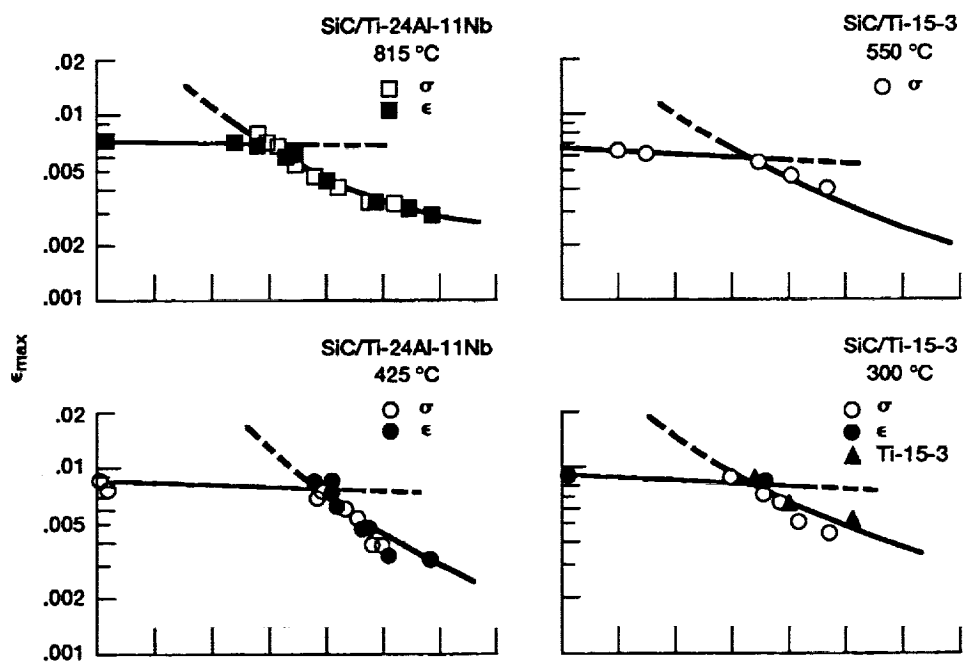 SiC/Ti-24Al-11Nb
815 °C
σ
ϵ
.02
.01
.005
.002
.001
SiC/Ti-15-3
550 °C
σ
ϵmax
SiC/Ti-24Al-11Nb
425 °C
σ
ϵ
.02
.01
.005
.002
.001
SiC/Ti-15-3
300 °C
σ
ϵ
Ti-15-3